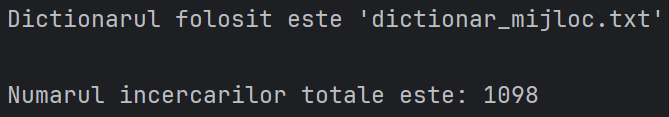 Dictionarul folosit este 'dictionar_mijloc.txt'
Numarul incercarilor totale este: 1098